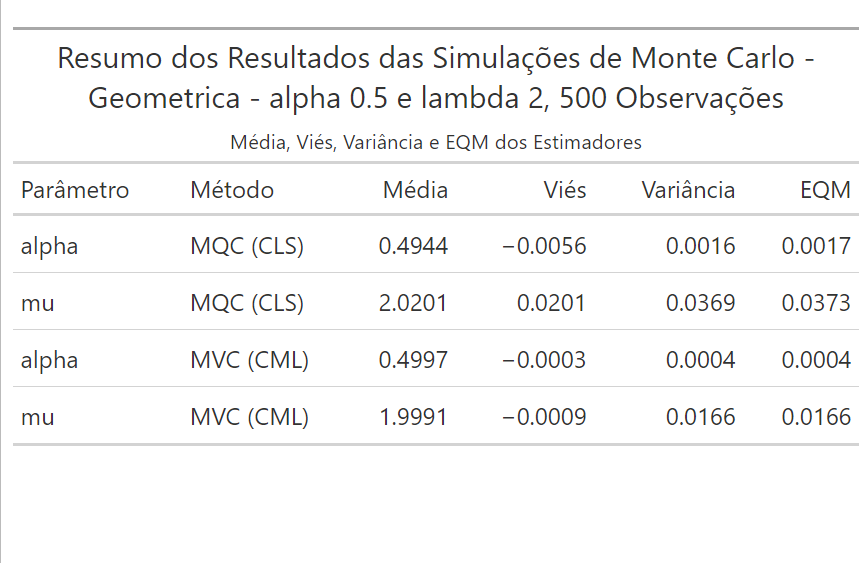 Resumo dos Resultados das Simulações de Monte Carlo -
Geometrica - alpha 0.5 e lambda 2, 500 Observações
Média, Viés, Variância e EQM dos Estimadores
Parâmetro Método Média Viés Variância EQM
alpha MQC (CLS) 0.4944 −0.0056 0.0016 0.0017
mu MQC (CLS) 2.0201 0.0201 0.0369 0.0373
alpha MVC (CML) 0.4997 −0.0003 0.0004 0.0004
mu MVC (CML) 1.9991 −0.0009 0.0166 0.0166